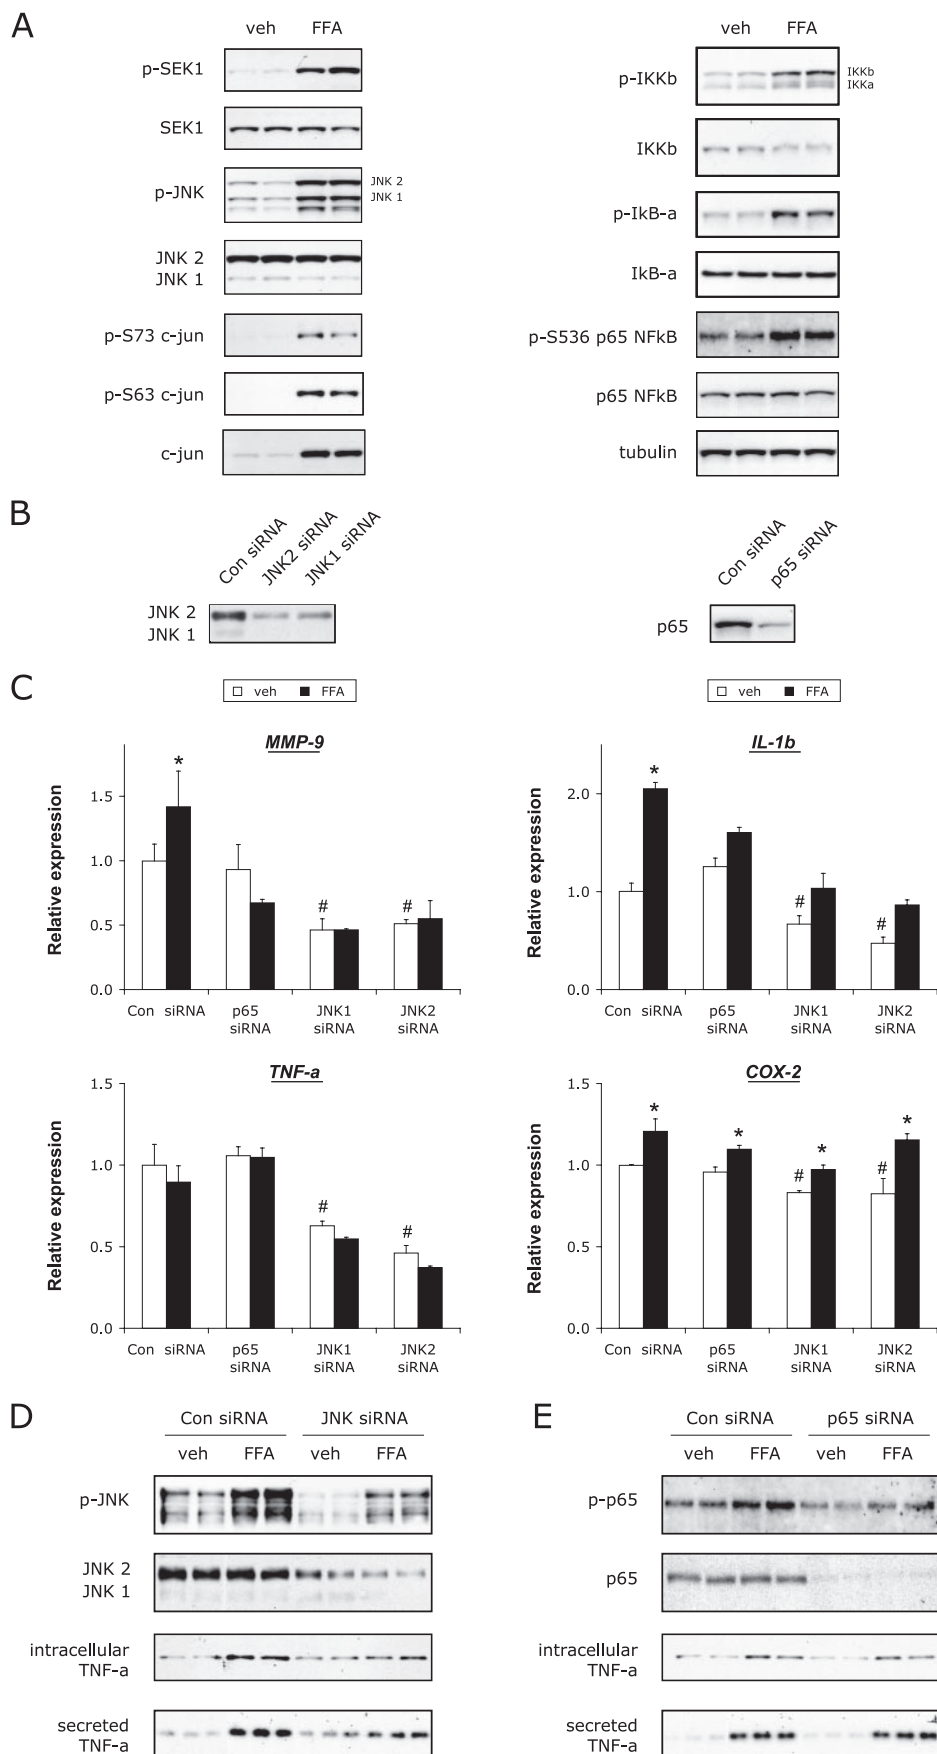 A
veh FFA
p-SEK1
SEK1
p-JNK
JNK 2
JNK 1
JNK 2
JNK 1
p-S73 c-jun
p-S63 c-jun
c-jun
veh FFA
p-IKKb
IKKb
IKKa
IKKb
p-IkB-a
IkB-a
p-S536 p65 NFkB
p65 NFkB
tubulin
B
Con siRNA
JNK2 siRNA
JNK1 siRNA
JNK 2
JNK 1
Con siRNA
p65 siRNA
p65
C
veh FFA
MMP-9
Relative expression
1.5
1.0
0.5
0.0
*
#
#
Con siRNA p65 siRNA JNK1 siRNA JNK2 siRNA
veh FFA
IL-1b
Relative expression
2.0
1.0
0.0
*
#
#
Con siRNA p65 siRNA JNK1 siRNA JNK2 siRNA
TNF-a
Relative expression
1.5
1.0
0.5
0.0
#
#
Con siRNA p65 siRNA JNK1 siRNA JNK2 siRNA
COX-2
Relative expression
1.5
1.0
0.5
0.0
*
*
#
*
#
*
Con siRNA p65 siRNA JNK1 siRNA JNK2 siRNA
D
Con siRNA JNK siRNA
veh FFA veh FFA
p-JNK
JNK 2
JNK 1
intracellular
TNF-a
secreted
TNF-a
E
Con siRNA p65 siRNA
veh FFA veh FFA
p-p65
p65
intracellular
TNF-a
secreted
TNF-a